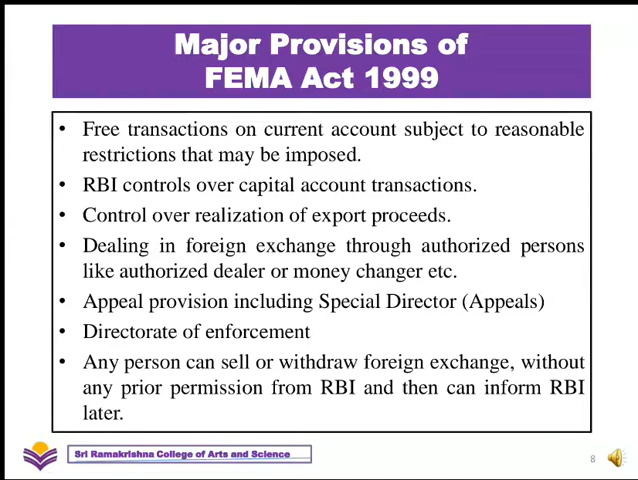 Major Provisions of
FEMA Act 1999
• Free transactions on current account subject to reasonable
restrictions that may be imposed.
• RBI controls over capital account transactions.
• Control over realization of export proceeds.
• Dealing in foreign exchange through authorized persons
like authorized dealer or money changer etc.
• Appeal provision including Special Director (Appeals)
• Directorate of enforcement
• Any person can sell or withdraw foreign exchange, without
any prior permission from RBI and then can inform RBI
later.
Sri Ramakrishna College of Arts and Science
8